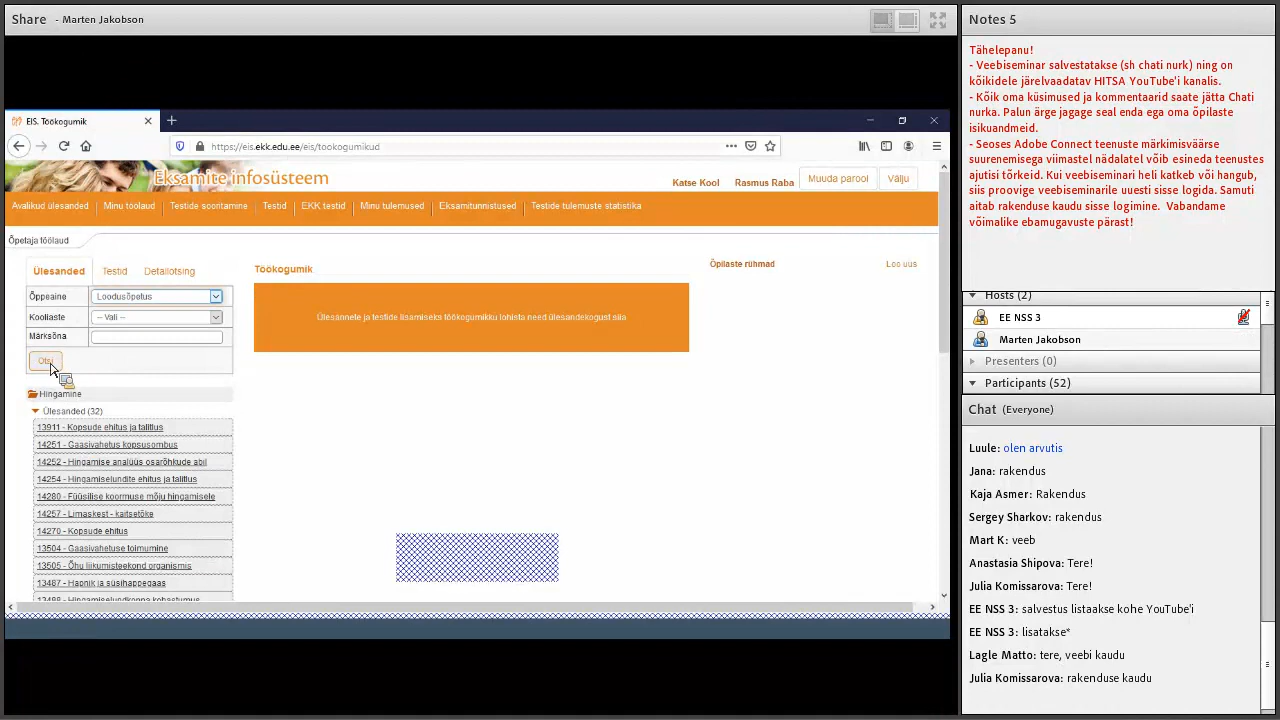 Share - Marten Jakobson
EIS. Töökogumik
https://eis.ekk.edu.ee/eis/tookogumikud
Eksamite infosüsteem
Katse Kool
Rasmus Raba
Muuda parool
Välju
Avalikud ülesanded
Minu töölaud
Testide sooritamine
Testid
EKK testid
Minu tulemused
Eksamitunnistused
Testide tulemuste statistika
Õpetaja töölaud
Ülesanded
Testid
Detailotsing
Õppeaine
Loodusõpetus
Kooliaste
-- Vali --
Märksõna
Otsi
Hingamine
Ülesanded (32)
13911 - Kopsude ehitus ja talitlus
14251 - Gaasivahetus kopsusombus
14252 - Hingamise analüüs osarõhkude abil
14254 - Hingamiselundite ehitus ja talitlus
14280 - Füüsilise koormuse mõju hingamisele
14257 - Limaskest - kaitsetõke
14270 - Kopsude ehitus
13504 - Gaasivahetuse toimumine
13505 - Õhu liikumisteekond organismis
13487 - Hapnik ja süsihappegaas
13488 - Hingamiselundkonna kohastumus
Töökogumik
Ülesannete ja testide lisamiseks töökogumikku lohista need ülesandekogust siia
Õpilaste rühmad
Loo uus
Notes 5
Tähelepanu!
- Veebiseminar salvestatakse (sh chati nurk) ning on
kõikidele järelvaadatav HITSA YouTube'i kanalis.
- Kõik oma küsimused ja kommentaarid saate jätta Chati
nurka. Palun ärge jagage seal enda ega oma õpilaste
isikuandmeid.
- Seoses Adobe Connect teenuste märkimisväärse
suurenemisega viimastel nädalatel võib esineda teenustes
ajutisi tõrkeid. Kui veebiseminari heli katkeb või hangub,
siis proovige veebiseminarile uuesti sisse logida. Samuti
aitab rakenduse kaudu sisse logimine. Vabandame
võimalike ebamugavuste pärast!
Hosts (2)
EE NSS 3
Marten Jakobson
Presenters (0)
Participants (52)
Chat (Everyone)
Luule: olen arvutis
Jana: rakendus
Kaja Asmer: Rakendus
Sergey Sharkov: rakendus
Mart K: veeb
Anastasia Shipova: Tere!
Julia Komissarova: Tere!
EE NSS 3: salvestus listaakse kohe YouTube'i
EE NSS 3: lisatakse*
Lagle Matto: tere, veebi kaudu
Julia Komissarova: rakenduse kaudu